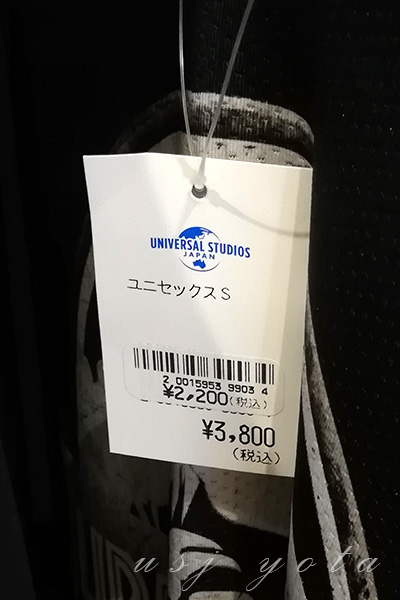 UNIVERSAL STUDIOS
JAPAN
ユニセックスS
2 0015953 9903 4
¥2,200(税込)
¥3,800
(税込)
usj yota